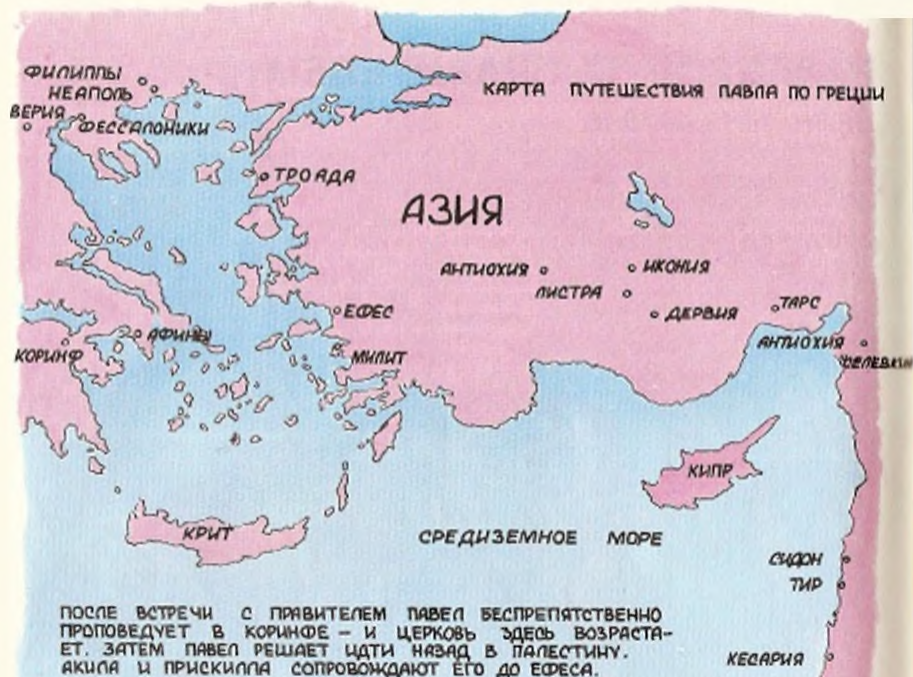 КАРТА ПУТЕШЕСТВИЯ ПАВЛА ПО ГРЕЦИИ
ФИЛИППЫ
НЕАПОЛЬ
ВЕРИЯ
ФЕССАЛОНИКИ
ТРОАДА
АЗИЯ
АНТИОХИЯ
ИКОНИЯ
ЛИСТРА
ДЕРВИЯ
ТАРС
ЕФЕС
АФИНЫ
КОРИНФ
МИЛИТ
АНТИОХИЯ
СЕЛЕВКИЯ
КИПР
КРИТ
СРЕДИЗЕМНОЕ МОРЕ
СИДОН
ТИР
КЕСАРИЯ
ПОСЛЕ ВСТРЕЧИ С ПРАВИТЕЛЕМ ПАВЕЛ БЕСПРЕПЯТСТВЕННО
ПРОПОВЕДУЕТ В КОРИНФЕ – И ЦЕРКОВЬ ЗДЕСЬ ВОЗРАСТА-
ЕТ. ЗАТЕМ ПАВЕЛ РЕШАЕТ ИДТИ НАЗАД В ПАЛЕСТИНУ.
АКИЛА И ПРИСКИЛЛА СОПРОВОЖДАЮТ ЕГО ДО ЕФЕСА.